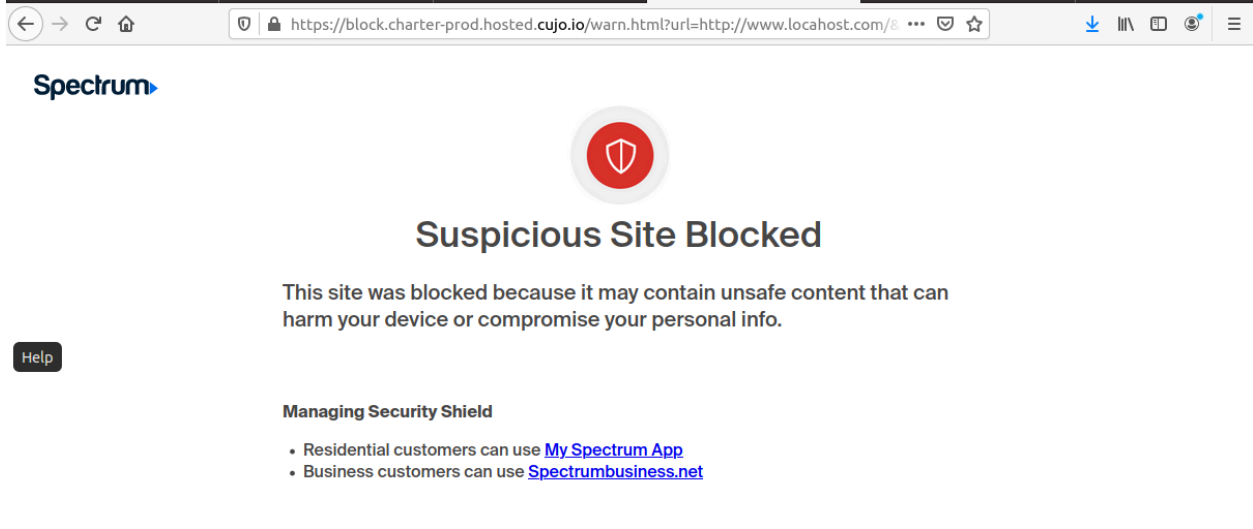 https://block.charter-prod.hosted.cujo.io/warn.html?url=http://www.locahost.com/&
Spectrum
Suspicious Site Blocked
This site was blocked because it may contain unsafe content that can
harm your device or compromise your personal info.
Help
Managing Security Shield
• Residential customers can use My Spectrum App
• Business customers can use Spectrumbusiness.net